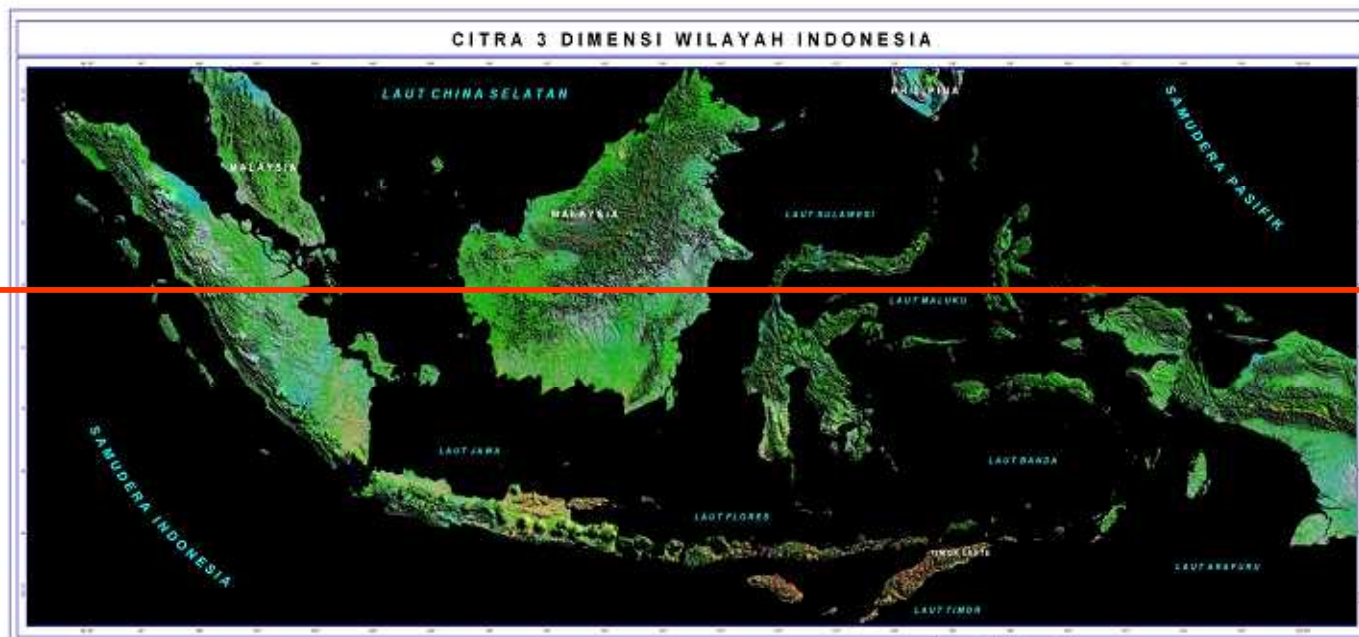 CITRA 3 DIMENSI WILAYAH INDONESIA
LAUT CHINA SELATAN
PHILIPINA
SAMUDERA PASIFIK
MALAYSIA
MALAYSIA
LAUT SULAWESI
LAUT MALUKU
SAMUDERA INDONESIA
LAUT JAWA
LAUT BANDA
LAUT FLORES
TIMOR LESTE
LAUT ARAFURU
LAUT TIMOR